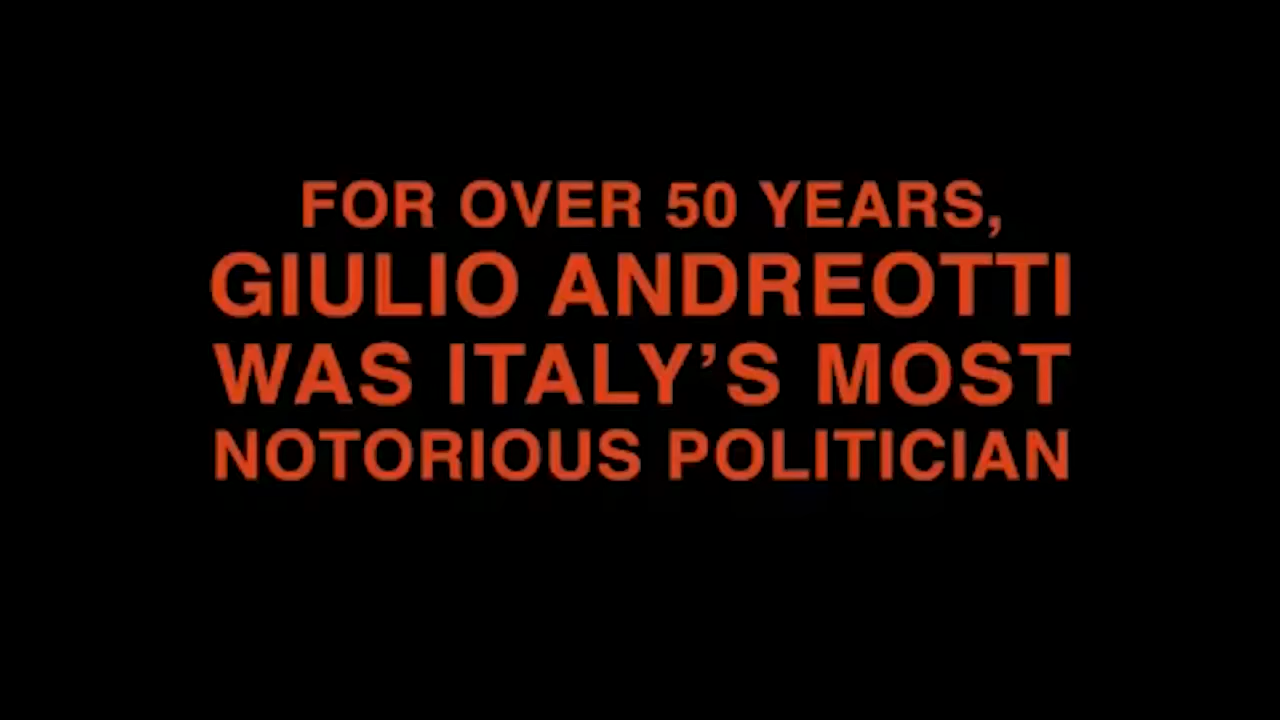 FOR OVER 50 YEARS,
GIULIO ANDREOTTI
WAS ITALY’S MOST
NOTORIOUS POLITICIAN